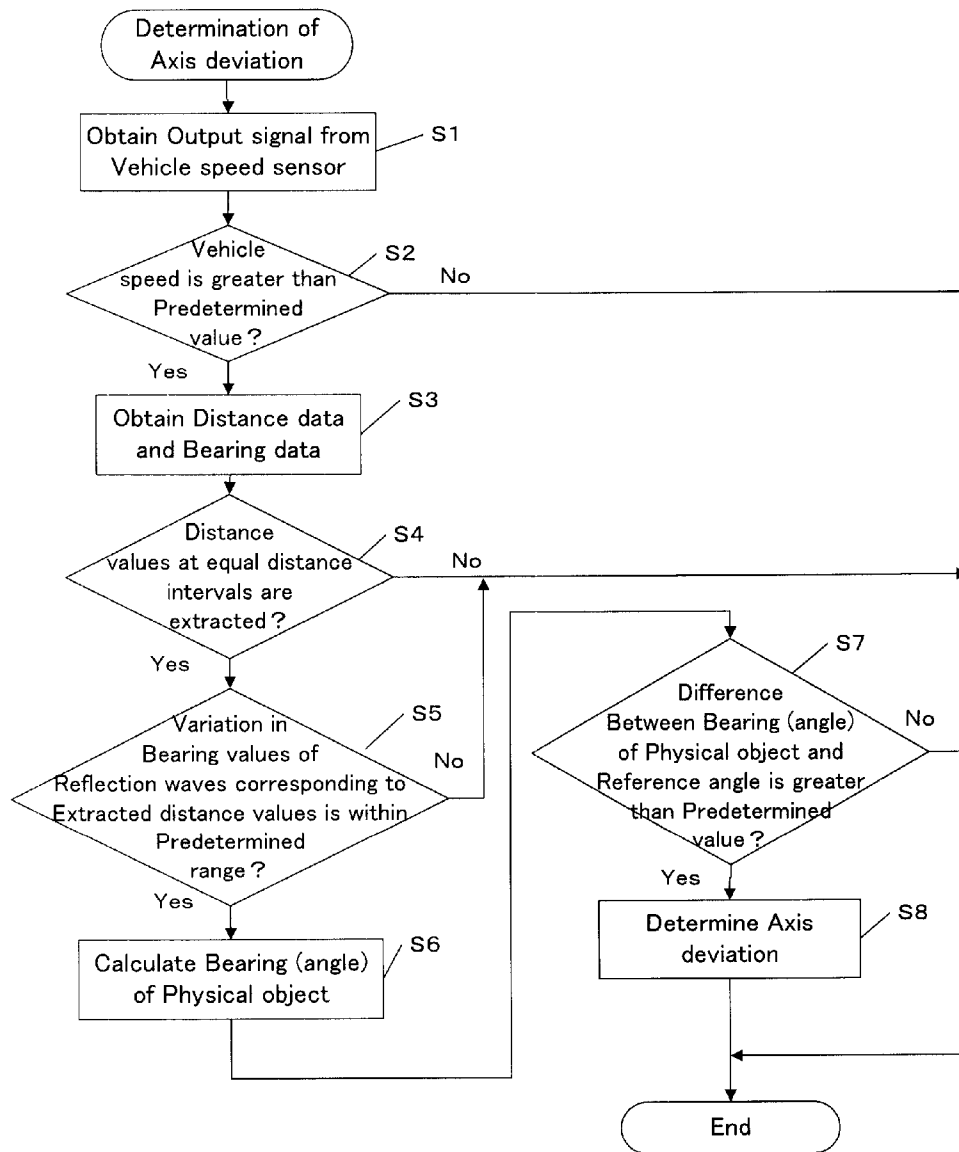 Determination of
Axis deviation
Obtain Output signal from
Vehicle speed sensor
S1
Vehicle
speed is greater than
Predetermined
value?
S2
No
Yes
Obtain Distance data
and Bearing data
S3
Distance
values at equal distance
intervals are
extracted?
S4
No
Yes
Variation in
Bearing values of
Reflection waves corresponding to
Extracted distance values is within
Predetermined
range?
S5
No
Yes
Calculate Bearing (angle)
of Physical object
S6
Difference
Between Bearing (angle)
of Physical object and
Reference angle is greater
than Predetermined
value?
S7
No
Yes
Determine Axis
deviation
S8
End